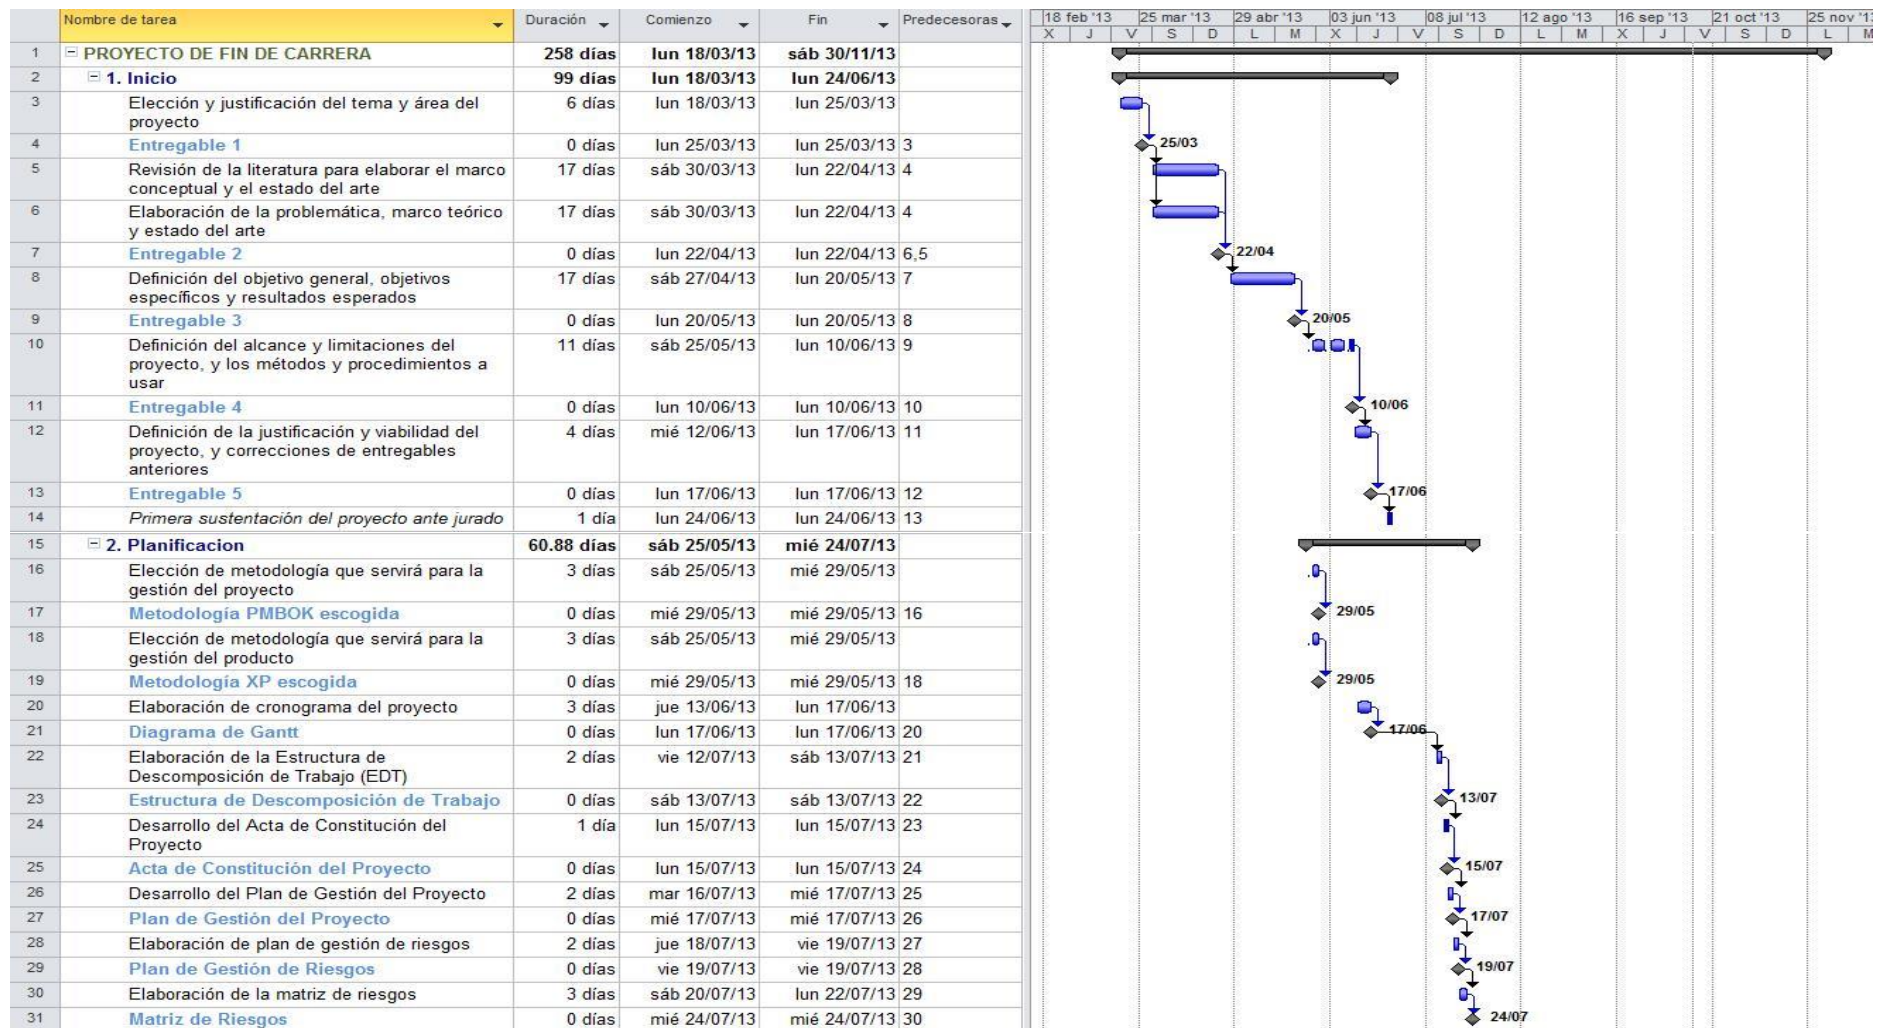 Nombre de tarea Duración Comienzo Fin Predecesoras 18 feb '13 25 mar '13 29 abr '13 03 jun '13 08 jul '13 12 ago '13 16 sep '13 21 oct '13 25 nov '1
X J V S D L M X J V S D L M X J V S D L M
1 PROYECTO DE FIN DE CARRERA 258 días lun 18/03/13 sáb 30/11/13
2 1. Inicio 99 días lun 18/03/13 lun 24/06/13
3 Elección y justificación del tema y área del 6 días lun 18/03/13 lun 25/03/13
proyecto
4 Entregable 1 0 días lun 25/03/13 lun 25/03/13 3 25/03
5 Revisión de la literatura para elaborar el marco 17 días sáb 30/03/13 lun 22/04/13 4
conceptual y el estado del arte
6 Elaboración de la problemática, marco teórico 17 días sáb 30/03/13 lun 22/04/13 4
y estado del arte
7 Entregable 2 0 días lun 22/04/13 lun 22/04/13 6,5 22/04
8 Definición del objetivo general, objetivos 17 días sáb 27/04/13 lun 20/05/13 7
específicos y resultados esperados
9 Entregable 3 0 días lun 20/05/13 lun 20/05/13 8 20/05
10 Definición del alcance y limitaciones del 11 días sáb 25/05/13 lun 10/06/13 9
proyecto, y los métodos y procedimientos a
usar
11 Entregable 4 0 días lun 10/06/13 lun 10/06/13 10 10/06
12 Definición de la justificación y viabilidad del 4 días mié 12/06/13 lun 17/06/13 11
proyecto, y correcciones de entregables
anteriores
13 Entregable 5 0 días lun 17/06/13 lun 17/06/13 12 17/06
14 Primera sustentación del proyecto ante jurado 1 día lun 24/06/13 lun 24/06/13 13
15 2. Planificacion 60.88 días sáb 25/05/13 mié 24/07/13
16 Elección de metodología que servirá para la 3 días sáb 25/05/13 mié 29/05/13
gestión del proyecto
17 Metodología PMBOK escogida 0 días mié 29/05/13 mié 29/05/13 16 29/05
18 Elección de metodología que servirá para la 3 días sáb 25/05/13 mié 29/05/13
gestión del producto
19 Metodología XP escogida 0 días mié 29/05/13 mié 29/05/13 18 29/05
20 Elaboración de cronograma del proyecto 3 días jue 13/06/13 lun 17/06/13
21 Diagrama de Gantt 0 días lun 17/06/13 lun 17/06/13 20 17/06
22 Elaboración de la Estructura de 2 días vie 12/07/13 sáb 13/07/13 21
Descomposición de Trabajo (EDT)
23 Estructura de Descomposición de Trabajo 0 días sáb 13/07/13 sáb 13/07/13 22 13/07
24 Desarrollo del Acta de Constitución del 1 día lun 15/07/13 lun 15/07/13 23
Proyecto
25 Acta de Constitución del Proyecto 0 días lun 15/07/13 lun 15/07/13 24 15/07
26 Desarrollo del Plan de Gestión del Proyecto 2 días mar 16/07/13 mié 17/07/13 25
27 Plan de Gestión del Proyecto 0 días mié 17/07/13 mié 17/07/13 26 17/07
28 Elaboración de plan de gestión de riesgos 2 días jue 18/07/13 vie 19/07/13 27
29 Plan de Gestión de Riesgos 0 días vie 19/07/13 vie 19/07/13 28 19/07
30 Elaboración de la matriz de riesgos 3 días sáb 20/07/13 lun 22/07/13 29
31 Matriz de Riesgos 0 días mié 24/07/13 mié 24/07/13 30 24/07